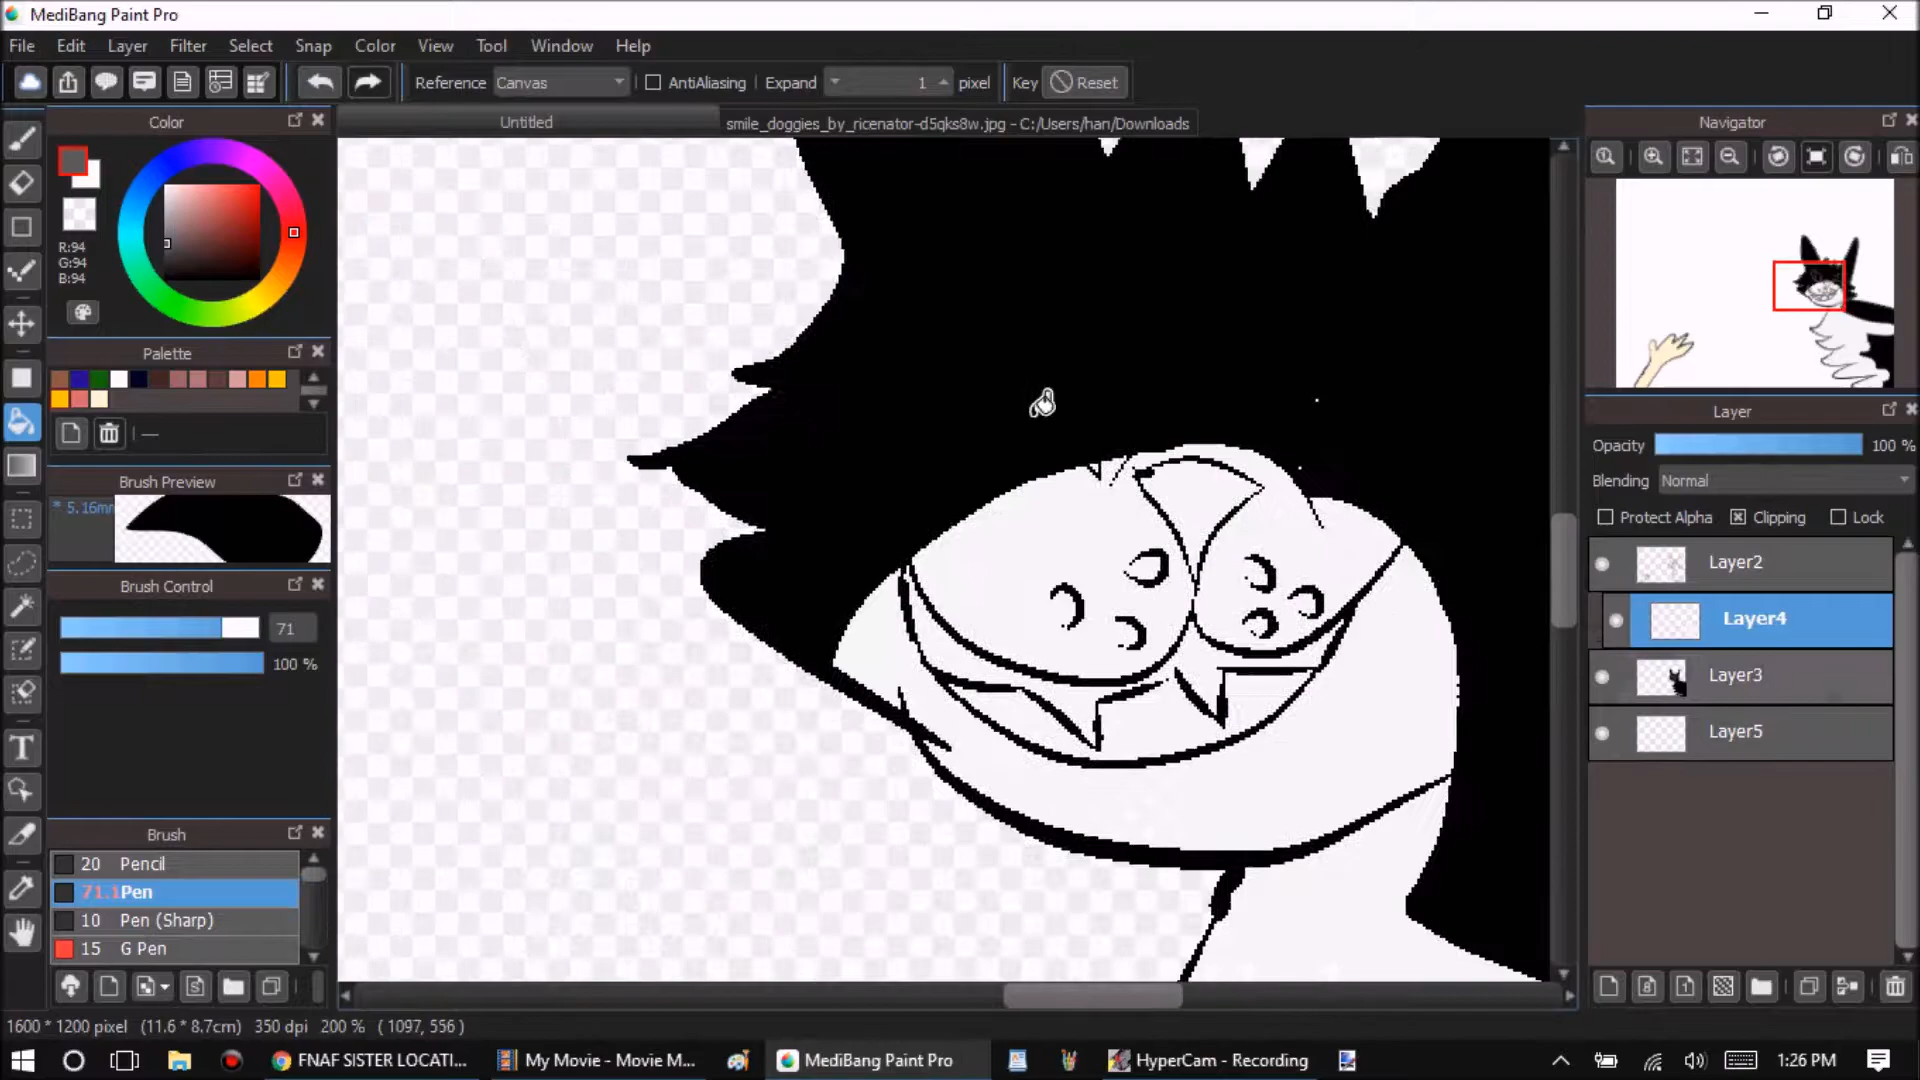 MediBang Paint Pro
File Edit Layer Filter Select Snap Color View Tool Window Help
Reference Canvas AntiAliasing Expand 1 pixel Key Reset
Color
Untitled
smile_doggies_by_ricenator-d5qks8w.jpg - C:/Users/han/Downloads
Navigator
R:94
G:94
B:94
Palette
Brush Preview
* 5.16mm
Brush Control
71
100 %
Brush
20 Pencil
71.1 Pen
10 Pen (Sharp)
15 G Pen
Layer
Opacity 100 %
Blending Normal
Protect Alpha Clipping Lock
Layer2
Layer4
Layer3
Layer5
1600 * 1200 pixel (11.6 * 8.7cm) 350 dpi 200 % ( 1097, 556 )
FNAF SISTER LOCATI... My Movie - Movie M... MediBang Paint Pro HyperCam - Recording 1:26 PM